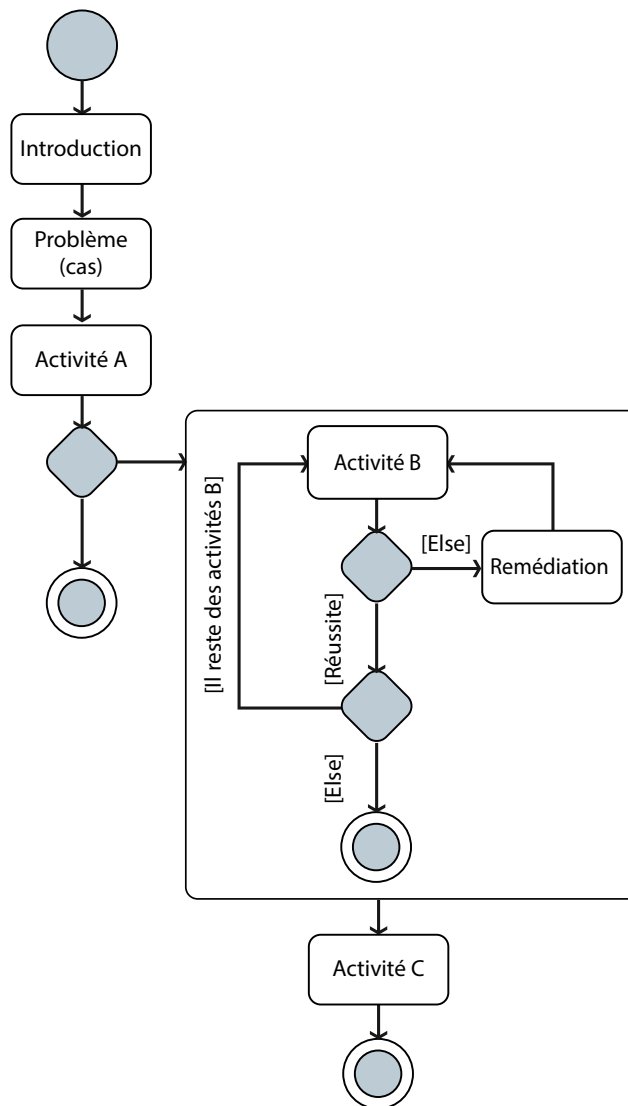 Introduction
Problème
(cas)
Activité A
Activité B
[Else]
Remédiation
[Il reste des activités B]
[Réussite]
[Else]
Activité C